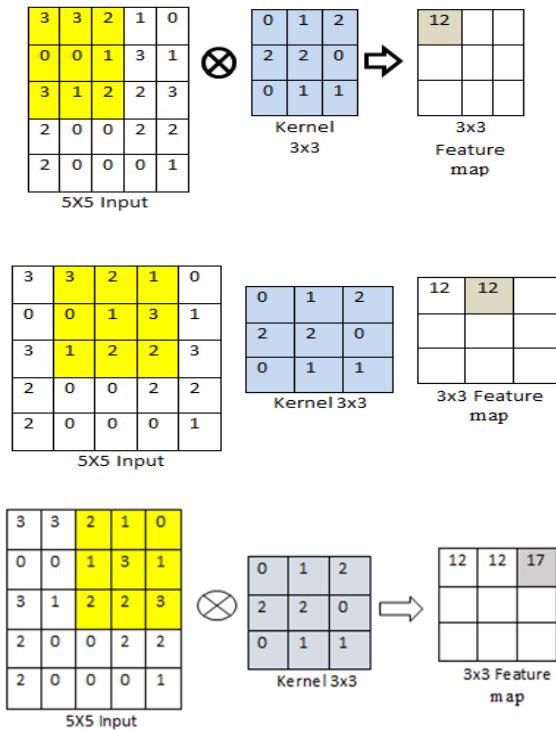 3 3 2 1 0
0 0 1 3 1
3 1 2 2 3
2 0 0 2 2
2 0 0 0 1
5X5 Input
0 1 2
2 2 0
0 1 1
Kernel
3x3
12
3x3
Feature
map
3 3 2 1 0
0 0 1 3 1
3 1 2 2 3
2 0 0 2 2
2 0 0 0 1
5X5 Input
0 1 2
2 2 0
0 1 1
Kernel 3x3
12 12
3x3 Feature
map
3 3 2 1 0
0 0 1 3 1
3 1 2 2 3
2 0 0 2 2
2 0 0 0 1
5X5 Input
0 1 2
2 2 0
0 1 1
Kernel 3x3
12 12 17
3x3 Feature
map